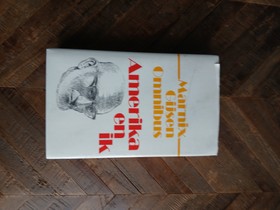 Marnix
Gijsen
Omnibus
Amerika
en ik